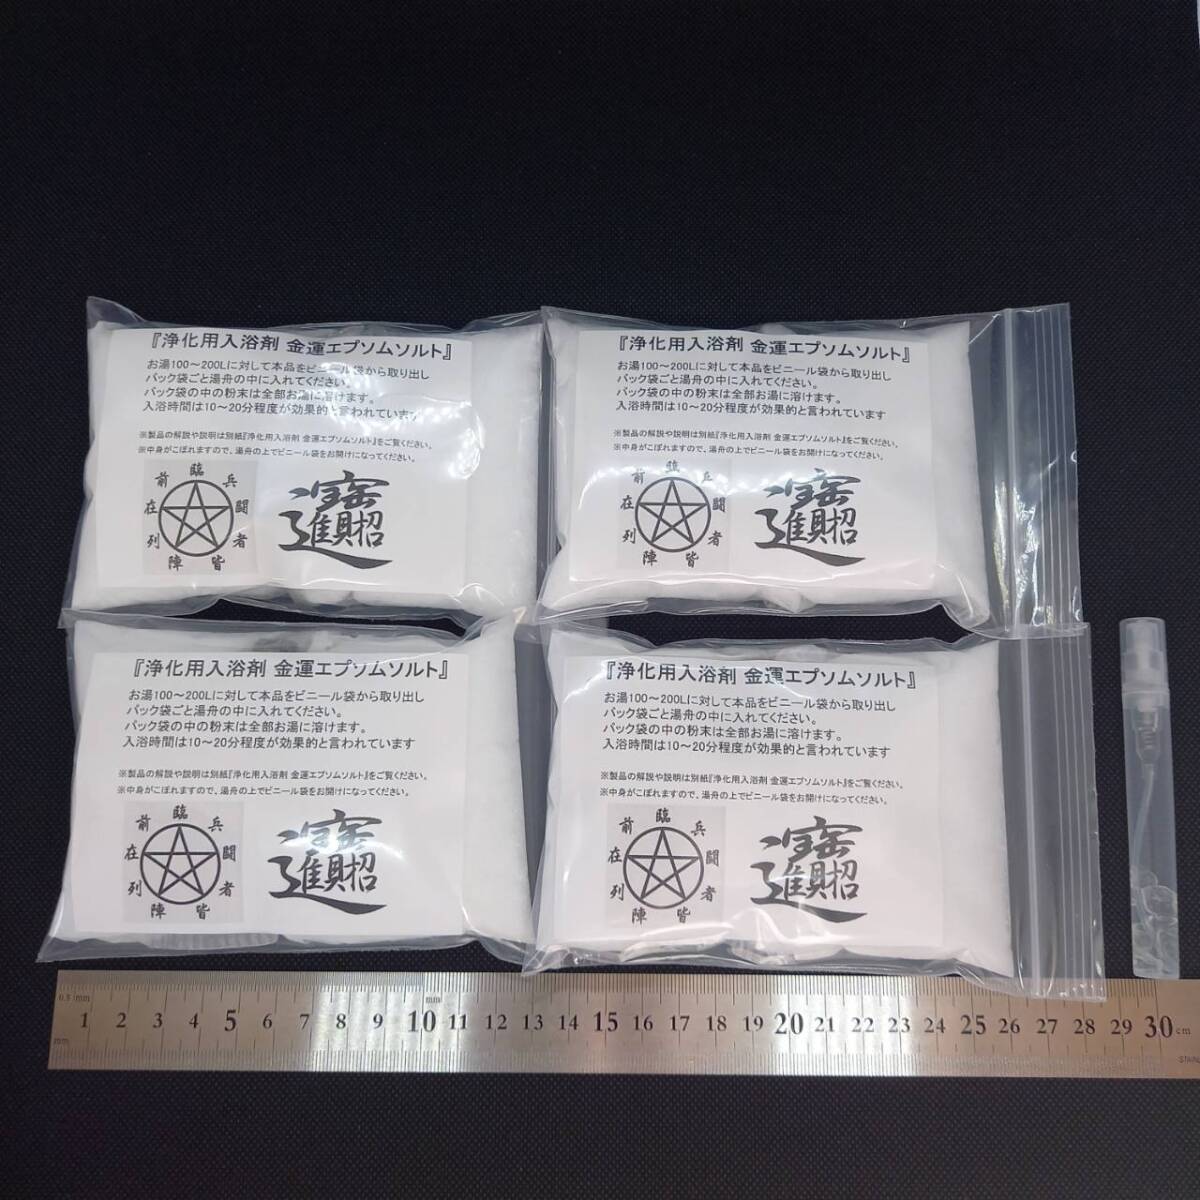 『浄化用入浴剤 金運エプソムソルト』
お湯100～200Lに対して本品をビニール袋から取り出し
パック袋ごと湯舟の中に入れてください。
パック袋の中の粉末は全部お湯に溶けます。
入浴時間は10～20分程度が効果的と言われています
※製品の解説や説明は別紙『浄化用入浴剤 金運エプソムソルト』をご覧ください。
※中身がこぼれますので、湯舟の上でビニール袋をお開けになってください。
臨
兵
闘
者
皆
陣
列
在
前
招財進宝
『浄化用入浴剤 金運エプソムソルト』
お湯100～200Lに対して本品をビニール袋から取り出し
パック袋ごと湯舟の中に入れてください。
パック袋の中の粉末は全部お湯に溶けます。
入浴時間は10～20分程度が効果的と言われています
※製品の解説や説明は別紙『浄化用入浴剤 金運エプソムソルト』をご覧ください。
※中身がこぼれますので、湯舟の上でビニール袋をお開けになってください。
臨
兵
闘
者
皆
陣
列
在
前
招財進宝
『浄化用入浴剤 金運エプソムソルト』
お湯100～200Lに対して本品をビニール袋から取り出し
パック袋ごと湯舟の中に入れてください。
パック袋の中の粉末は全部お湯に溶けます。
入浴時間は10～20分程度が効果的と言われています
※製品の解説や説明は別紙『浄化用入浴剤 金運エプソムソルト』をご覧ください。
※中身がこぼれますので、湯舟の上でビニール袋をお開けになってください。
臨
兵
闘
者
皆
陣
列
在
前
招財進宝
『浄化用入浴剤 金運エプソムソルト』
お湯100～200Lに対して本品をビニール袋から取り出し
パック袋ごと湯舟の中に入れてください。
パック袋の中の粉末は全部お湯に溶けます。
入浴時間は10～20分程度が効果的と言われています
※製品の解説や説明は別紙『浄化用入浴剤 金運エプソムソルト』をご覧ください。
※中身がこぼれますので、湯舟の上でビニール袋をお開けになってください。
臨
兵
闘
者
皆
陣
列
在
前
招財進宝
0.5 mm
mm
1 2 3 4 5 6 7 8 9 10 11 12 13 14 15 16 17 18 19 20 21 22 23 24 25 26 27 28 29 30 cm
mm